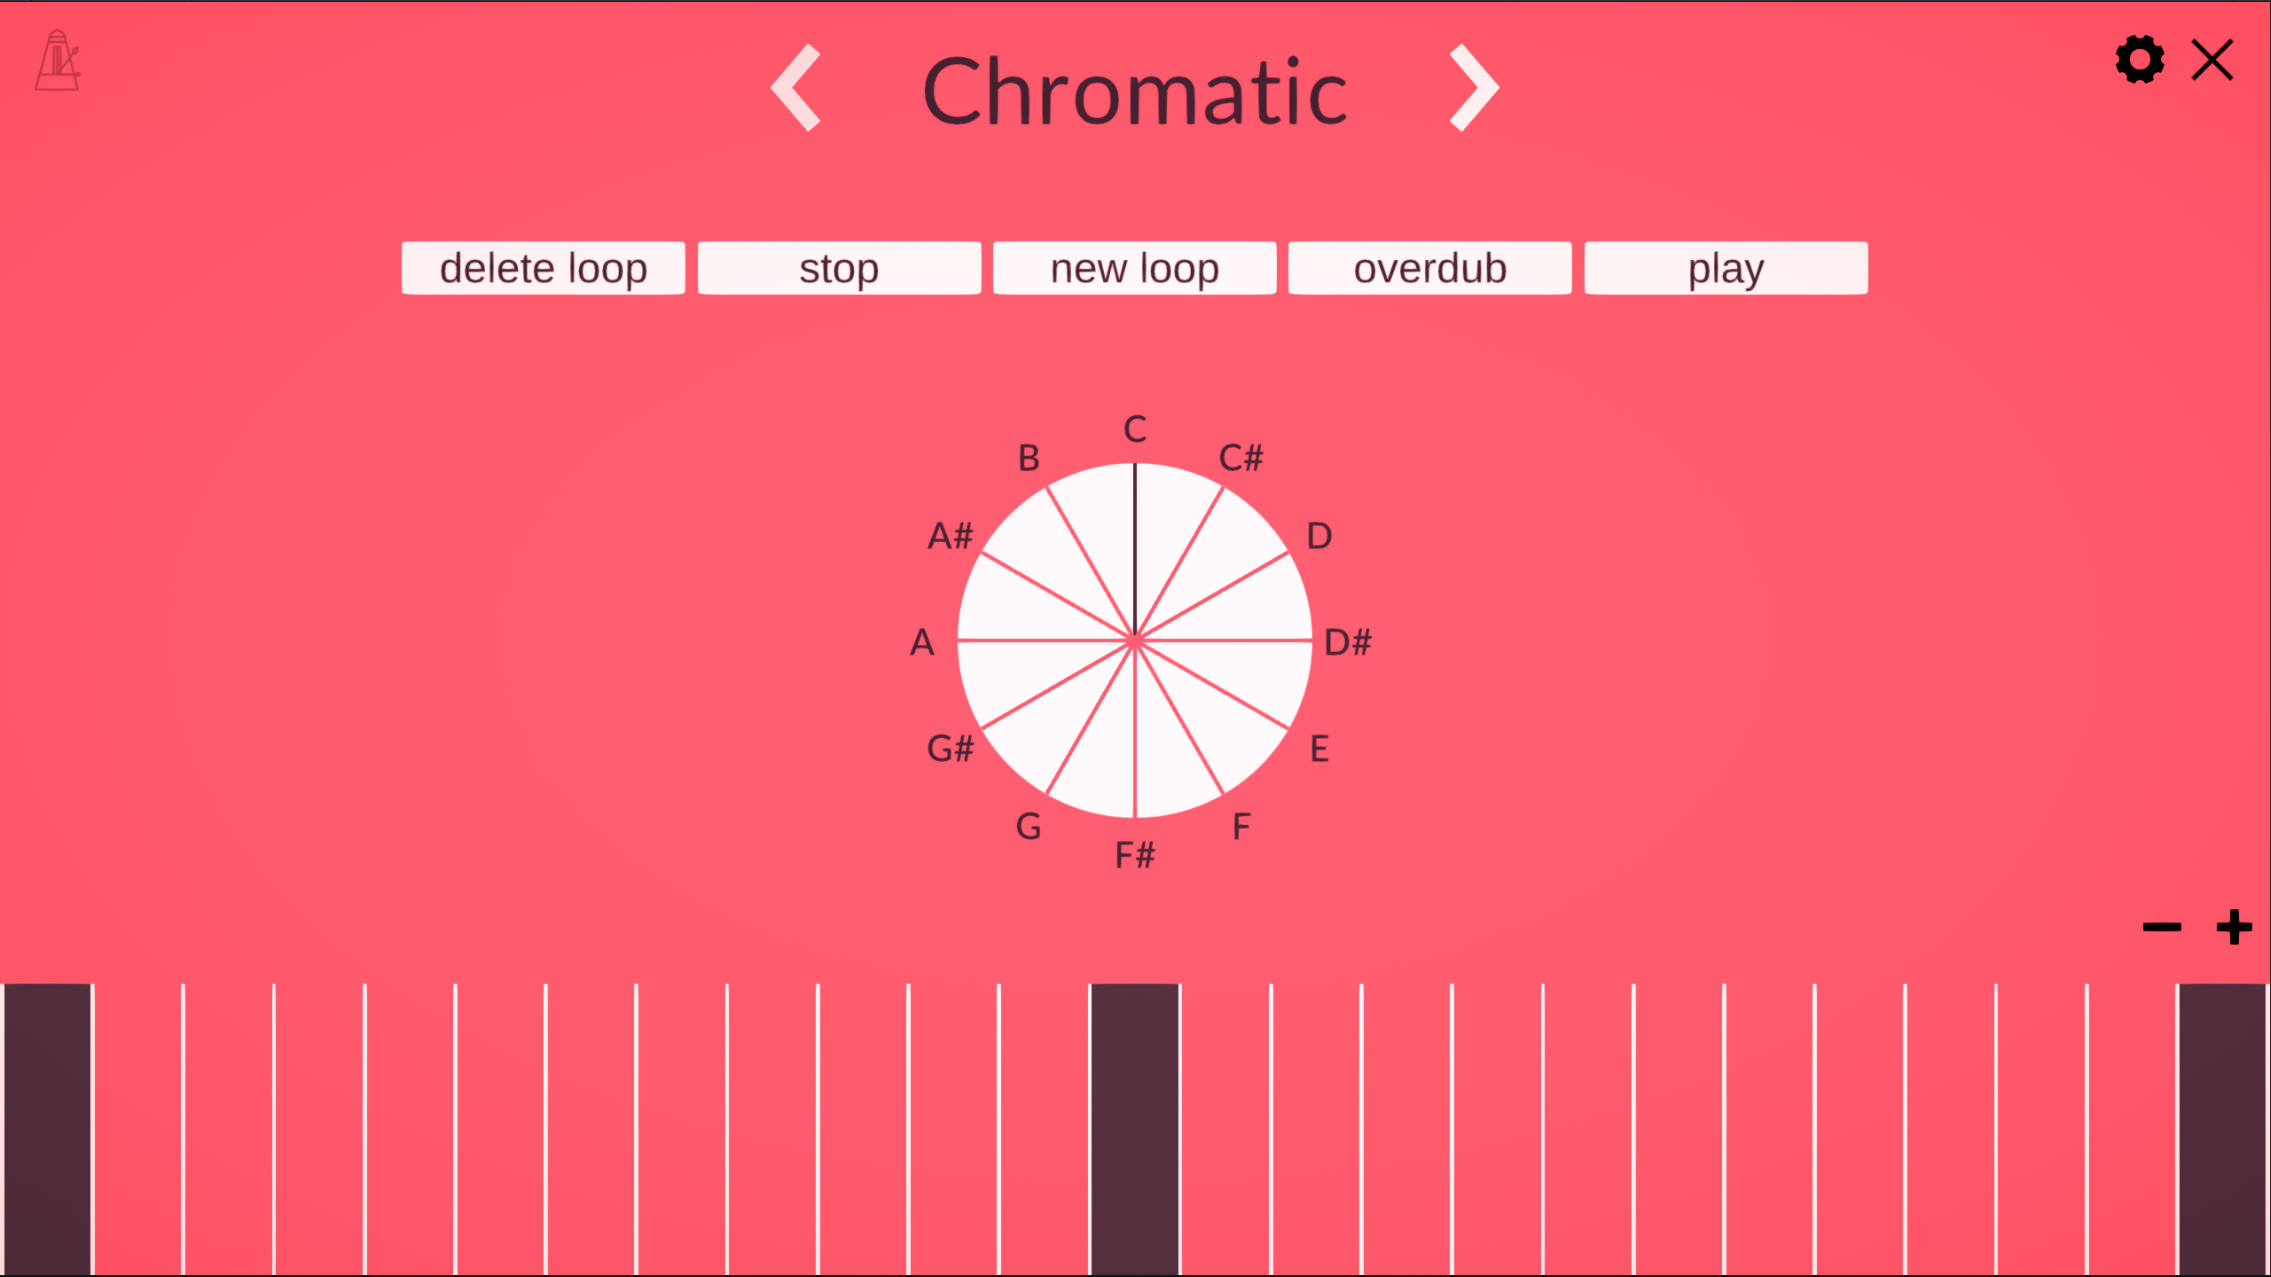 Chromatic
delete loop
stop
new loop
overdub
play
C
B
C#
A#
D
A
D#
G#
E
G
F
F#